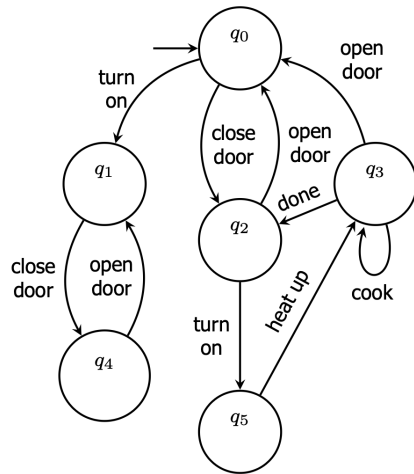 q0
open
door
turn
on
close
door
open
door
q1
q3
done
q2
close
door
open
door
cook
heat up
turn
on
q4
q5